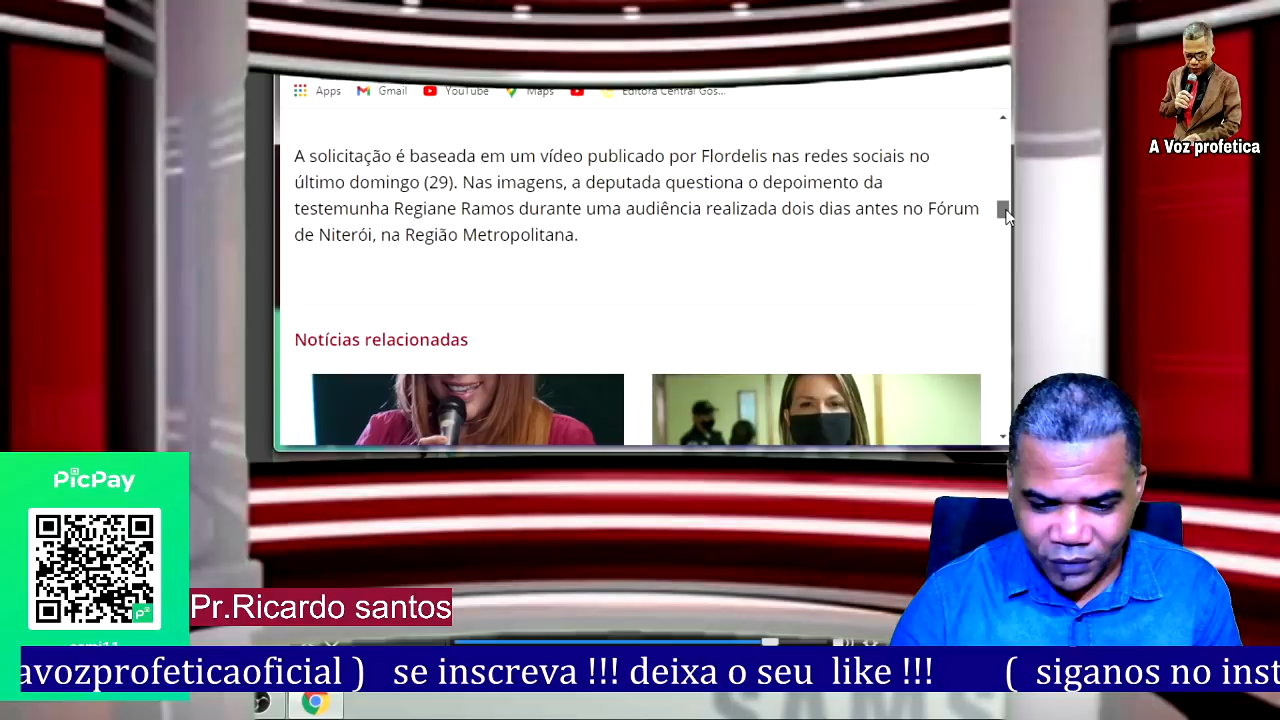 Apps Gmail YouTube Maps Editora Central Gos...
A Voz profetica
A solicitação é baseada em um vídeo publicado por Flordelis nas redes sociais no
último domingo (29). Nas imagens, a deputada questiona o depoimento da
testemunha Regiane Ramos durante uma audiência realizada dois dias antes no Fórum
de Niterói, na Região Metropolitana.
Notícias relacionadas
PicPay
Pr.Ricardo santos
avozprofeticaoficial ) se inscreva !!! deixa o seu like !!! ( siganos no inst